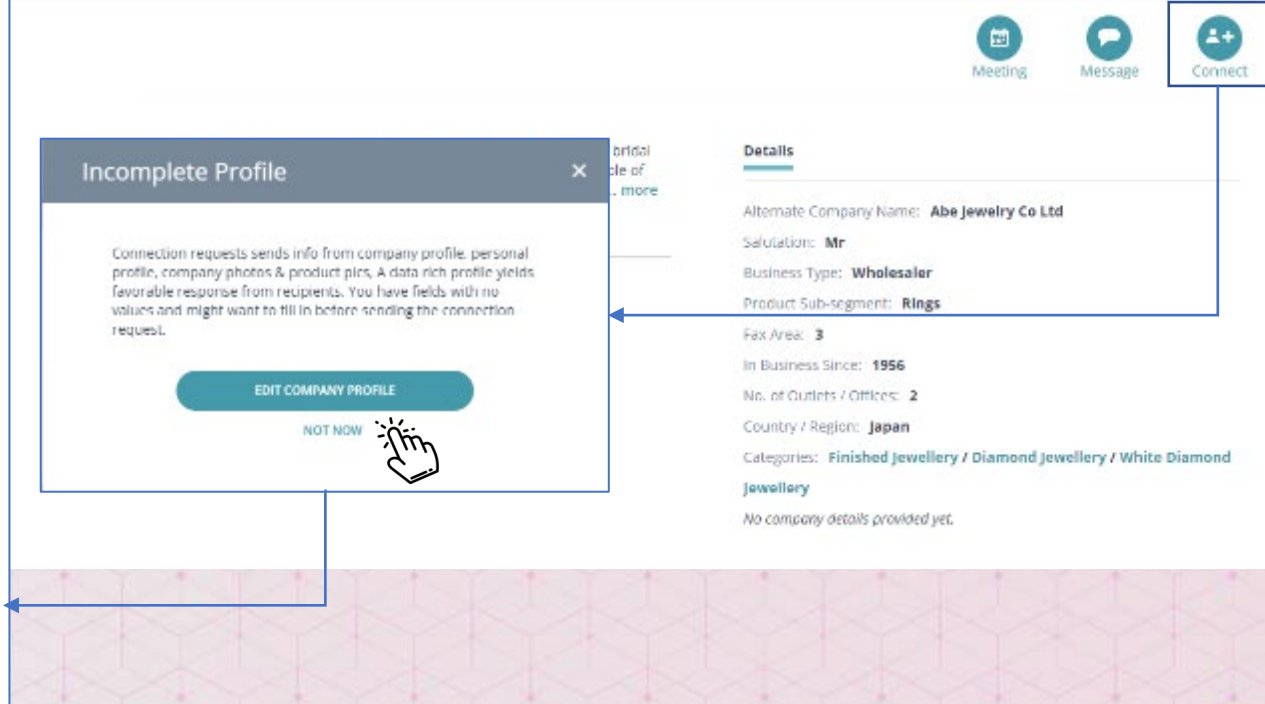 Meeting
Message
Connect
Incomplete Profile
×
bridal
ple of
... more
Connection requests sends info from company profile, personal
profile, company photos & product pics, A data rich profile yields
favorable response from recipients. You have fields with no
values and might want to fill in before sending the connection
request.
EDIT COMPANY PROFILE
NOT NOW
Details
Alternate Company Name: Abe Jewelry Co Ltd
Salutation: Mr
Business Type: Wholesaler
Product Sub-segment: Rings
Fax Area: 3
In Business Since: 1956
No. of Outlets / Offices: 2
Country / Region: Japan
Categories: Finished Jewellery / Diamond Jewellery / White Diamond
Jewellery
No company details provided yet.